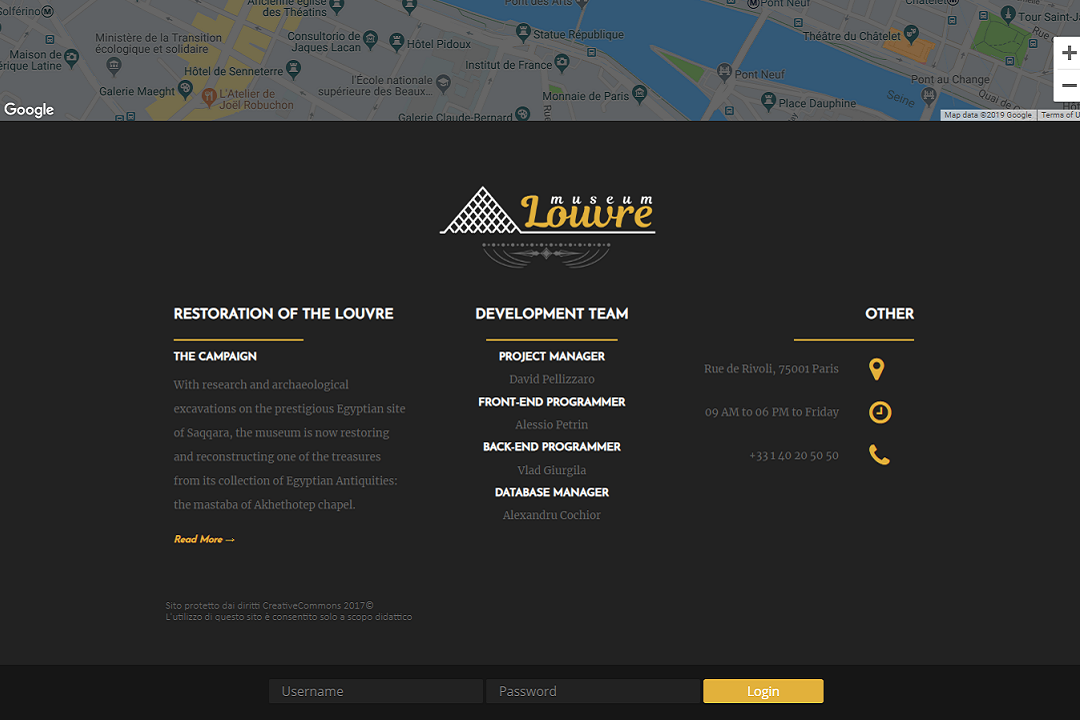 Ancienne église
des Théatins
Pont des Arts
Pont Neuf
Châtelet
Solférino
Tour Saint-Ja
Ministère de la Transition
écologique et solidaire
Consultorio de
Jaques Lacan
Hôtel Pidoux
Statue République
Théâtre du Châtelet
Rue
Maison de
érique Latine
Hôtel de Senneterre
Institut de France
Pont Neuf
l'École nationale
supérieure des Beaux...
Pont au Change
Galerie Maeght
L'Atelier de
Joël Robuchon
Monnaie de Paris
Place Dauphine
Seine
Quai de
Google
Rue
Galerie Claude-Bernard
Map data ©2019 Google
Terms of U
museum
Louvre
RESTORATION OF THE LOUVRE
THE CAMPAIGN
With research and archaeological
excavations on the prestigious Egyptian site
of Saqqara, the museum is now restoring
and reconstructing one of the treasures
from its collection of Egyptian Antiquities:
the mastaba of Akhethotep chapel.
Read More →
DEVELOPMENT TEAM
PROJECT MANAGER
David Pellizzaro
FRONT-END PROGRAMMER
Alessio Petrin
BACK-END PROGRAMMER
Vlad Giurgila
DATABASE MANAGER
Alexandru Cochior
OTHER
Rue de Rivoli, 75001 Paris
09 AM to 06 PM to Friday
+33 1 40 20 50 50
Sito protetto dai diritti CreativeCommons 2017©
L'utilizzo di questo sito è consentito solo a scopo didattico
Username
Password
Login